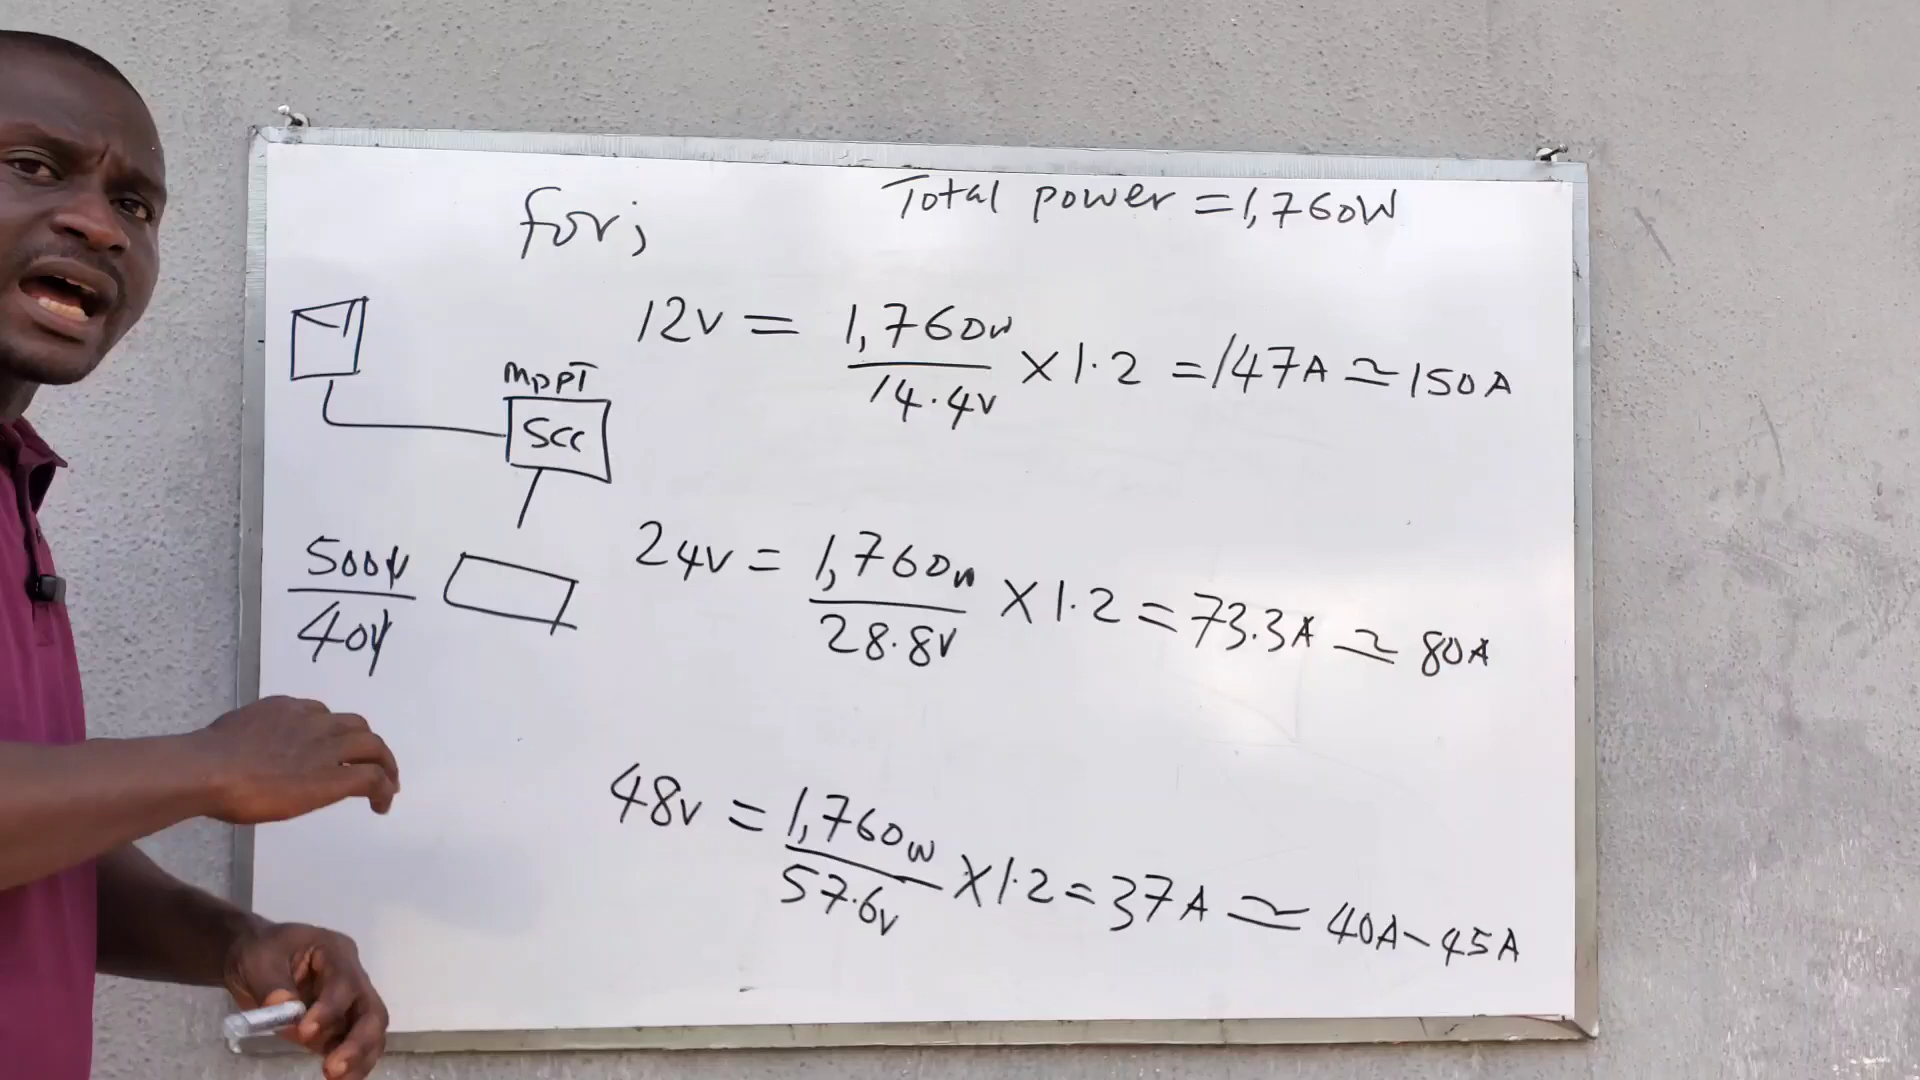 for;
Total power = 1,760W
12v = 1,760w / 14.4v × 1.2 = 147A ≃ 150A
MPPT
SCC
24v = 1,760w / 28.8v × 1.2 = 73.3A ≃ 80A
500v
40v
48v = 1,760w / 57.6v × 1.2 = 37A ≃ 40A - 45A